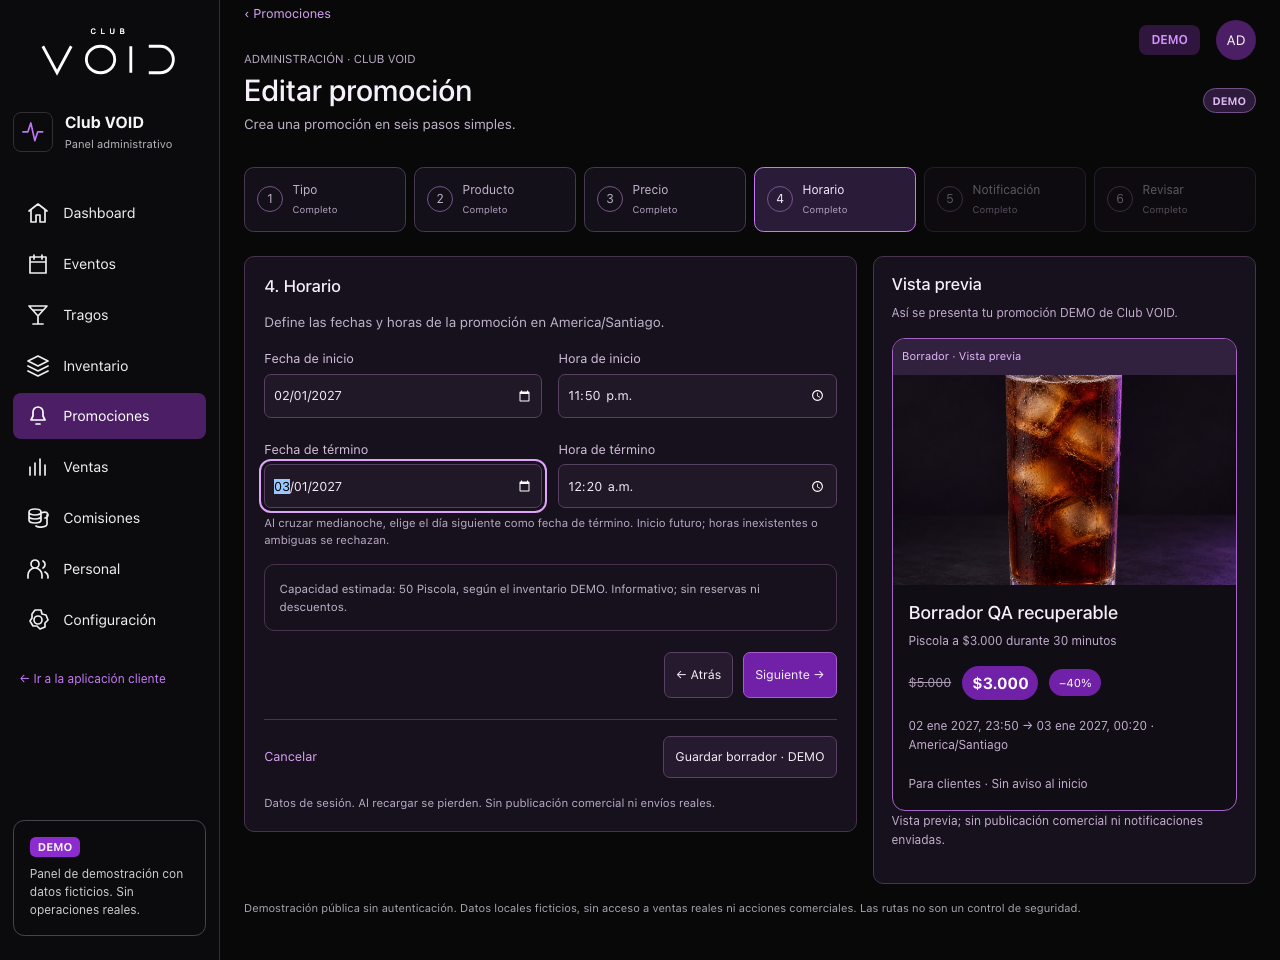 CLUB
VOID
Club VOID
Panel administrativo
Dashboard
Eventos
Tragos
Inventario
Promociones
Ventas
Comisiones
Personal
Configuración
← Ir a la aplicación cliente
DEMO
Panel de demostración con
datos ficticios. Sin
operaciones reales.
‹ Promociones
DEMO
AD
ADMINISTRACIÓN · CLUB VOID
Editar promoción
DEMO
Crea una promoción en seis pasos simples.
1 Tipo
Completo
2 Producto
Completo
3 Precio
Completo
4 Horario
Completo
5 Notificación
Completo
6 Revisar
Completo
4. Horario
Define las fechas y horas de la promoción en America/Santiago.
Fecha de inicio
02/01/2027
Hora de inicio
11:50 p.m.
Fecha de término
03/01/2027
Hora de término
12:20 a.m.
Al cruzar medianoche, elige el día siguiente como fecha de término. Inicio futuro; horas inexistentes o
ambiguas se rechazan.
Capacidad estimada: 50 Piscola, según el inventario DEMO. Informativo; sin reservas ni
descuentos.
← Atrás
Siguiente →
Cancelar
Guardar borrador · DEMO
Datos de sesión. Al recargar se pierden. Sin publicación comercial ni envíos reales.
Vista previa
Así se presenta tu promoción DEMO de Club VOID.
Borrador · Vista previa
Borrador QA recuperable
Piscola a $3.000 durante 30 minutos
$5.000 $3.000 −40%
02 ene 2027, 23:50 → 03 ene 2027, 00:20 ·
America/Santiago
Para clientes · Sin aviso al inicio
Vista previa; sin publicación comercial ni notificaciones
enviadas.
Demostración pública sin autenticación. Datos locales ficticios, sin acceso a ventas reales ni acciones comerciales. Las rutas no son un control de seguridad.